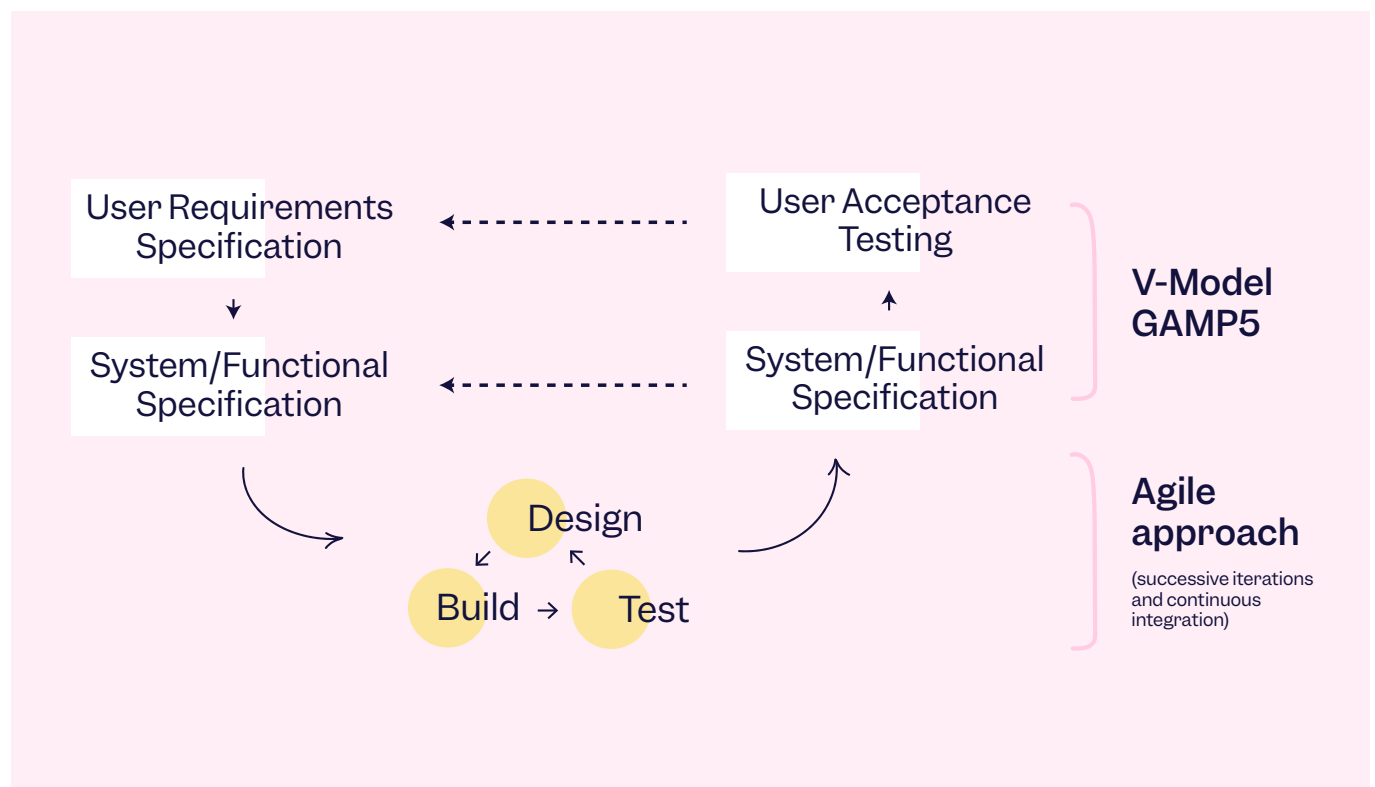 User Requirements
Specification
User Acceptance
Testing
System/Functional
Specification
System/Functional
Specification
V-Model
GAMP5
Design
Build
Test
Agile
approach
(successive iterations
and continuous
integration)